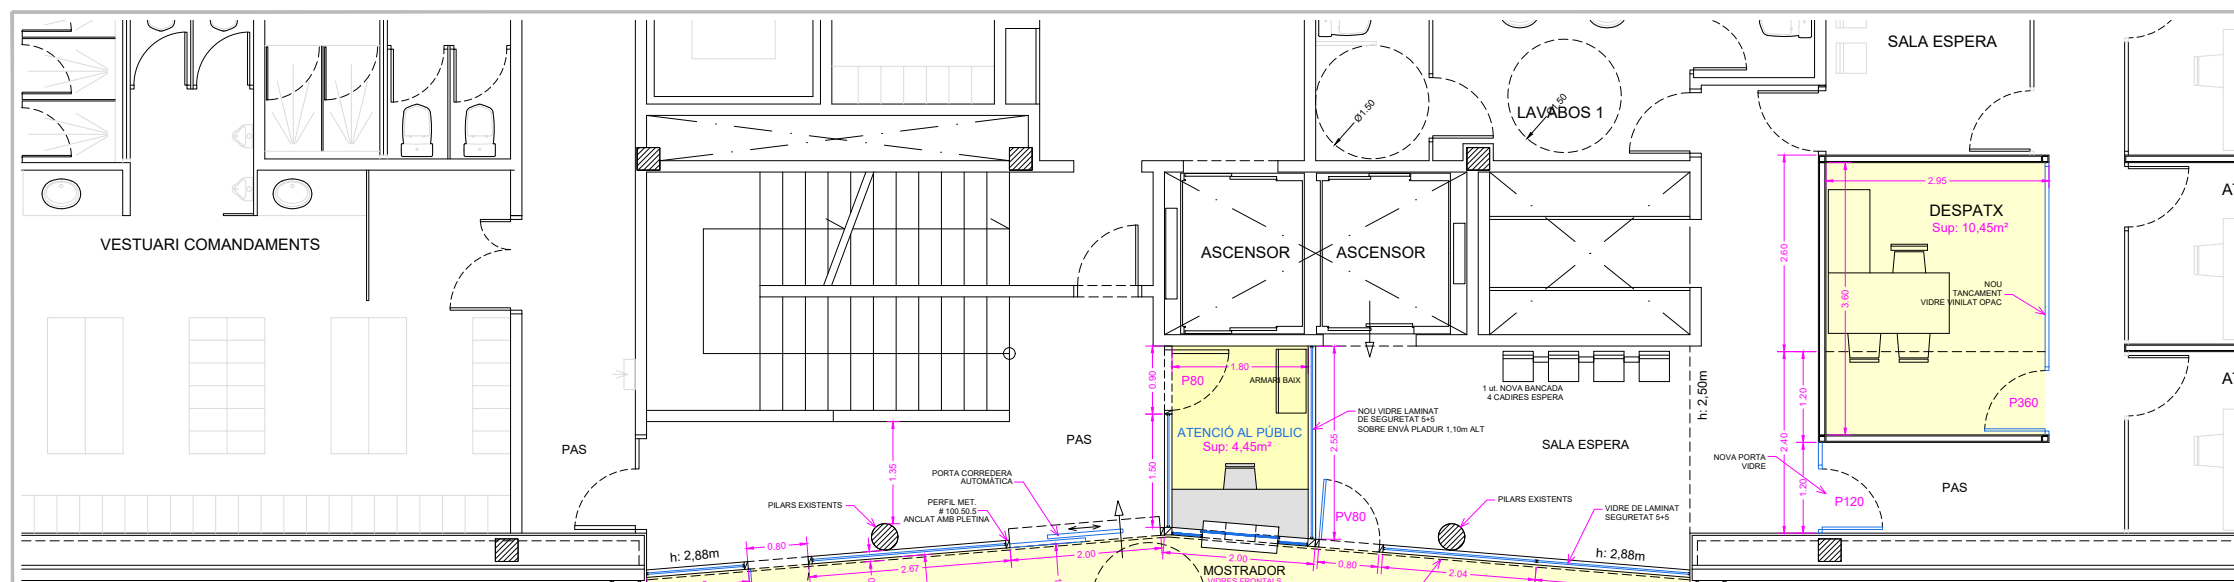 SALA ESPERA
Ø1.50
LAVABOS 1
Ø1.50
2.95
DESPATX
Sup: 10,45m²
VESTUARI COMANDAMENTS
ASCENSOR
ASCENSOR
2.60
3.60
NOU
TANCAMENT
VIDRE VINILAT OPAC
P80
1.80
ARMARI BAIX
0.90
1 ut. NOVA BANCADA
4 CADIRES ESPERA
h: 2,50m
1.20
P360
NOU VIDRE LAMINAT
DE SEGURETAT 5+5
SOBRE ENVÀ PLADUR 1,10m ALT
ATENCIÓ AL PÚBLIC
Sup: 4,45m²
PAS
PAS
2.55
SALA ESPERA
2.40
NOVA PORTA
VIDRE
1.35
1.50
PORTA CORREDERA
AUTOMÀTICA
1.20
P120
PAS
PILARS EXISTENTS
PERFIL MET.
# 100.50.5
ANCLAT AMB PLETINA
PV80
PILARS EXISTENTS
VIDRE DE LAMINAT
SEGURETAT 5+5
h: 2,88m
0.80
2.67
2.00
2.00
0.80
2.04
h: 2,88m
MOSTRADOR
VIDRES FRONTALS